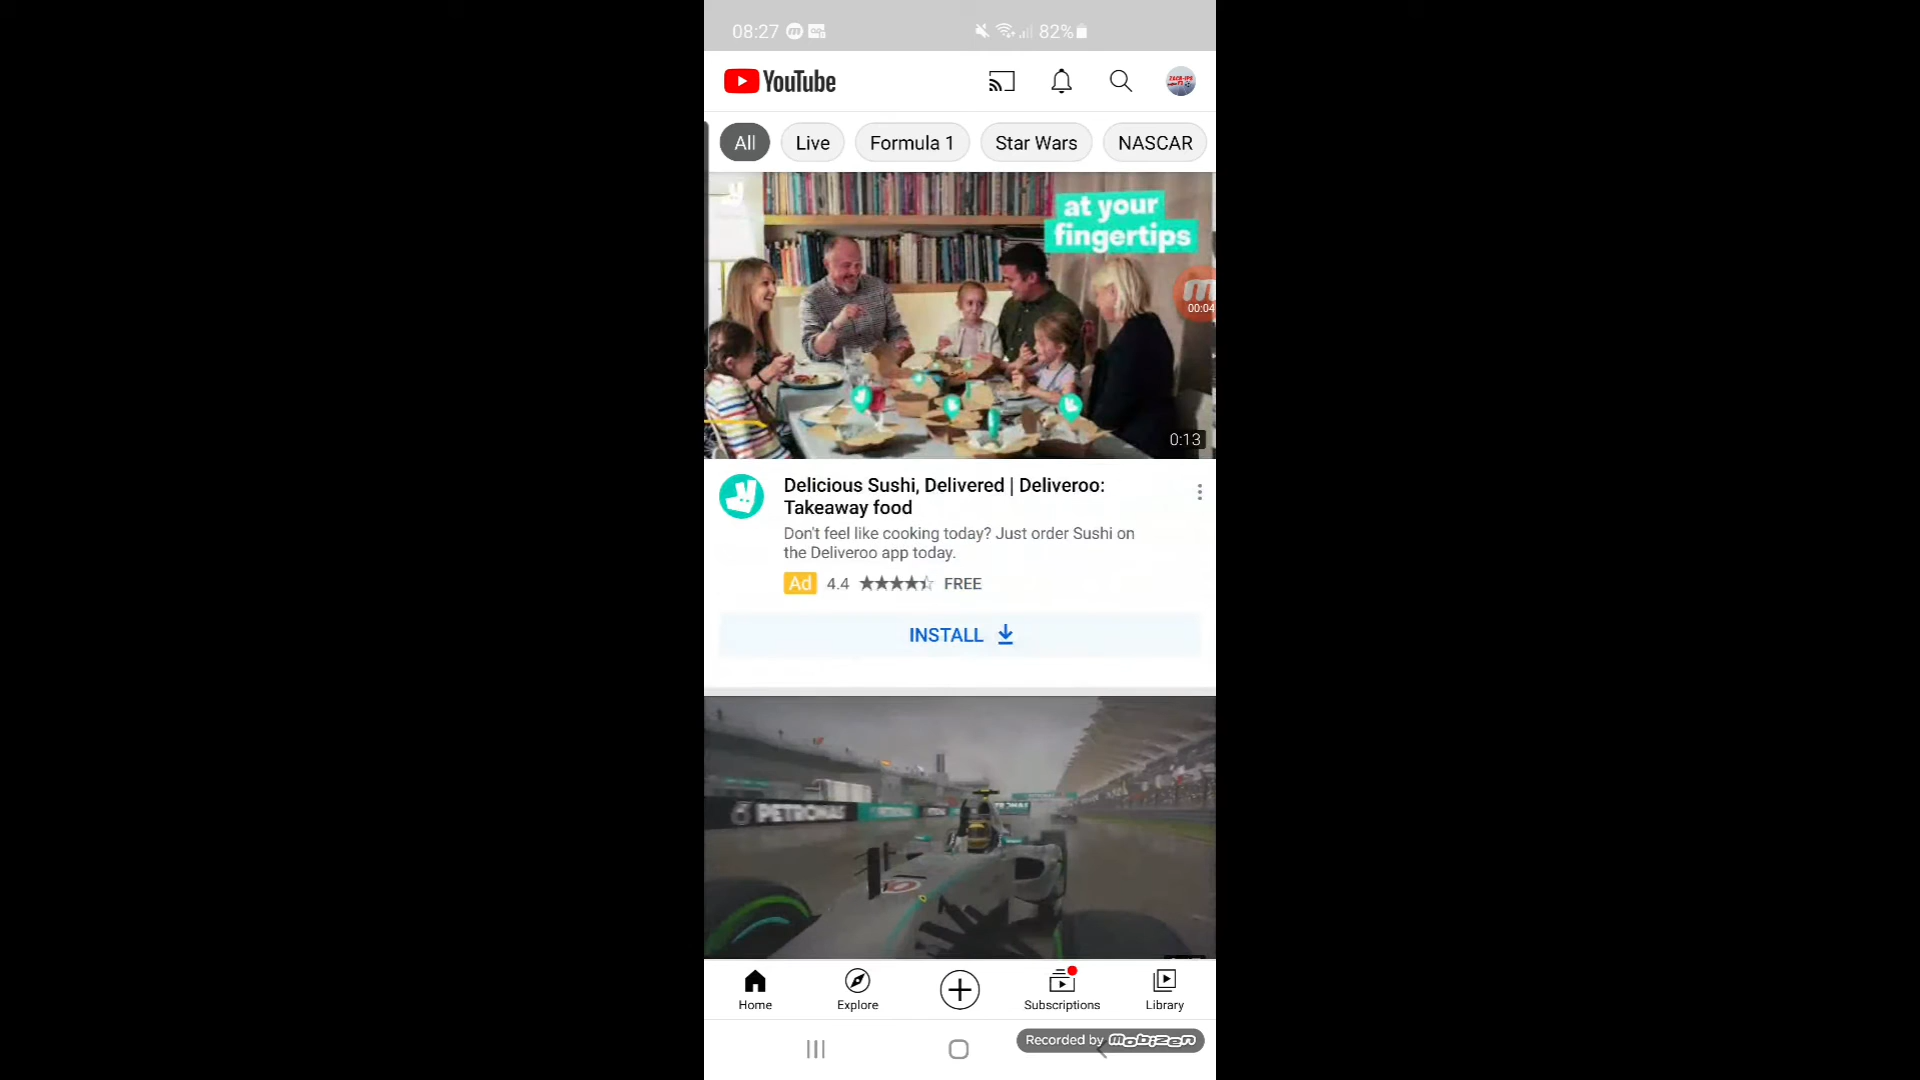 08:27
82%
YouTube
All Live Formula 1 Star Wars NASCAR
at your
fingertips
00:04
0:13
Delicious Sushi, Delivered | Deliveroo:
Takeaway food
Don't feel like cooking today? Just order Sushi on
the Deliveroo app today.
Ad 4.4 FREE
INSTALL
PETRONAS
Home Explore Subscriptions Library
Recorded by mobizen